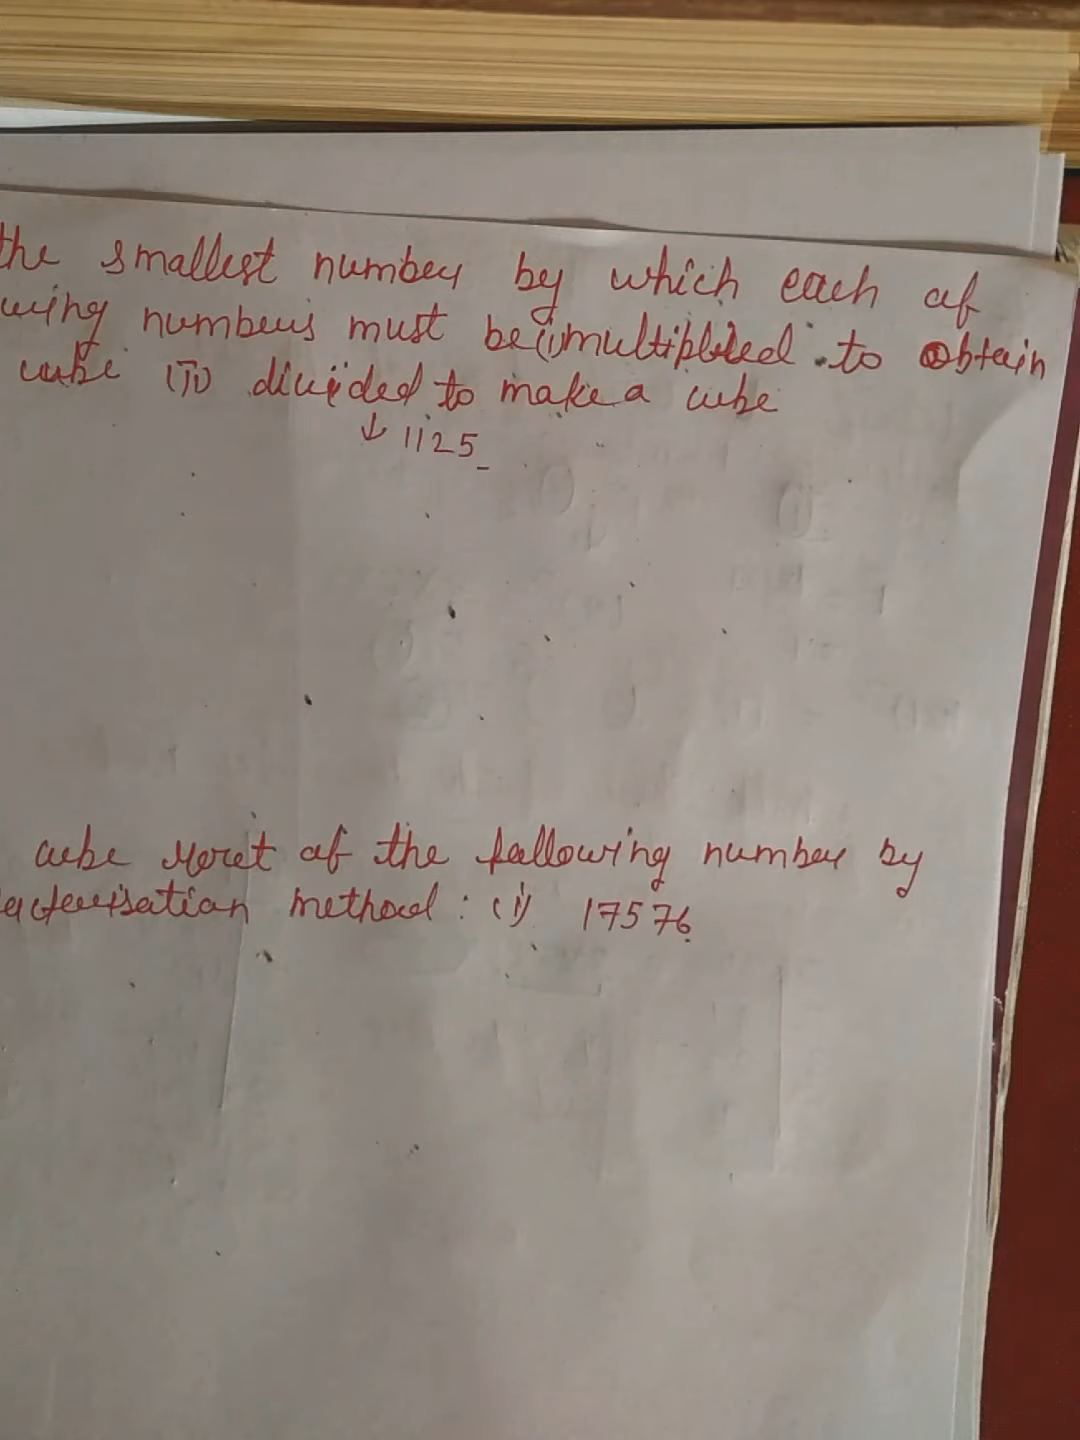 the smallest number by which each of
wing numbers must be (i) multiplied to obtain
cube (ii) divided to make a cube
↓ 1125
cube root of the following number by
actorisation method : (i) 17576.